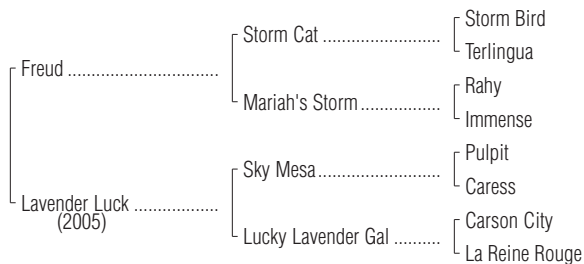 Storm Bird
Storm Cat ........................
Terlingua
Freud ................................
Rahy
Mariah's Storm ................
Immense
Pulpit
Sky Mesa..........................
Caress
Lavender Luck ..................
(2005)
Carson City
Lucky Lavender Gal ..........
La Reine Rouge